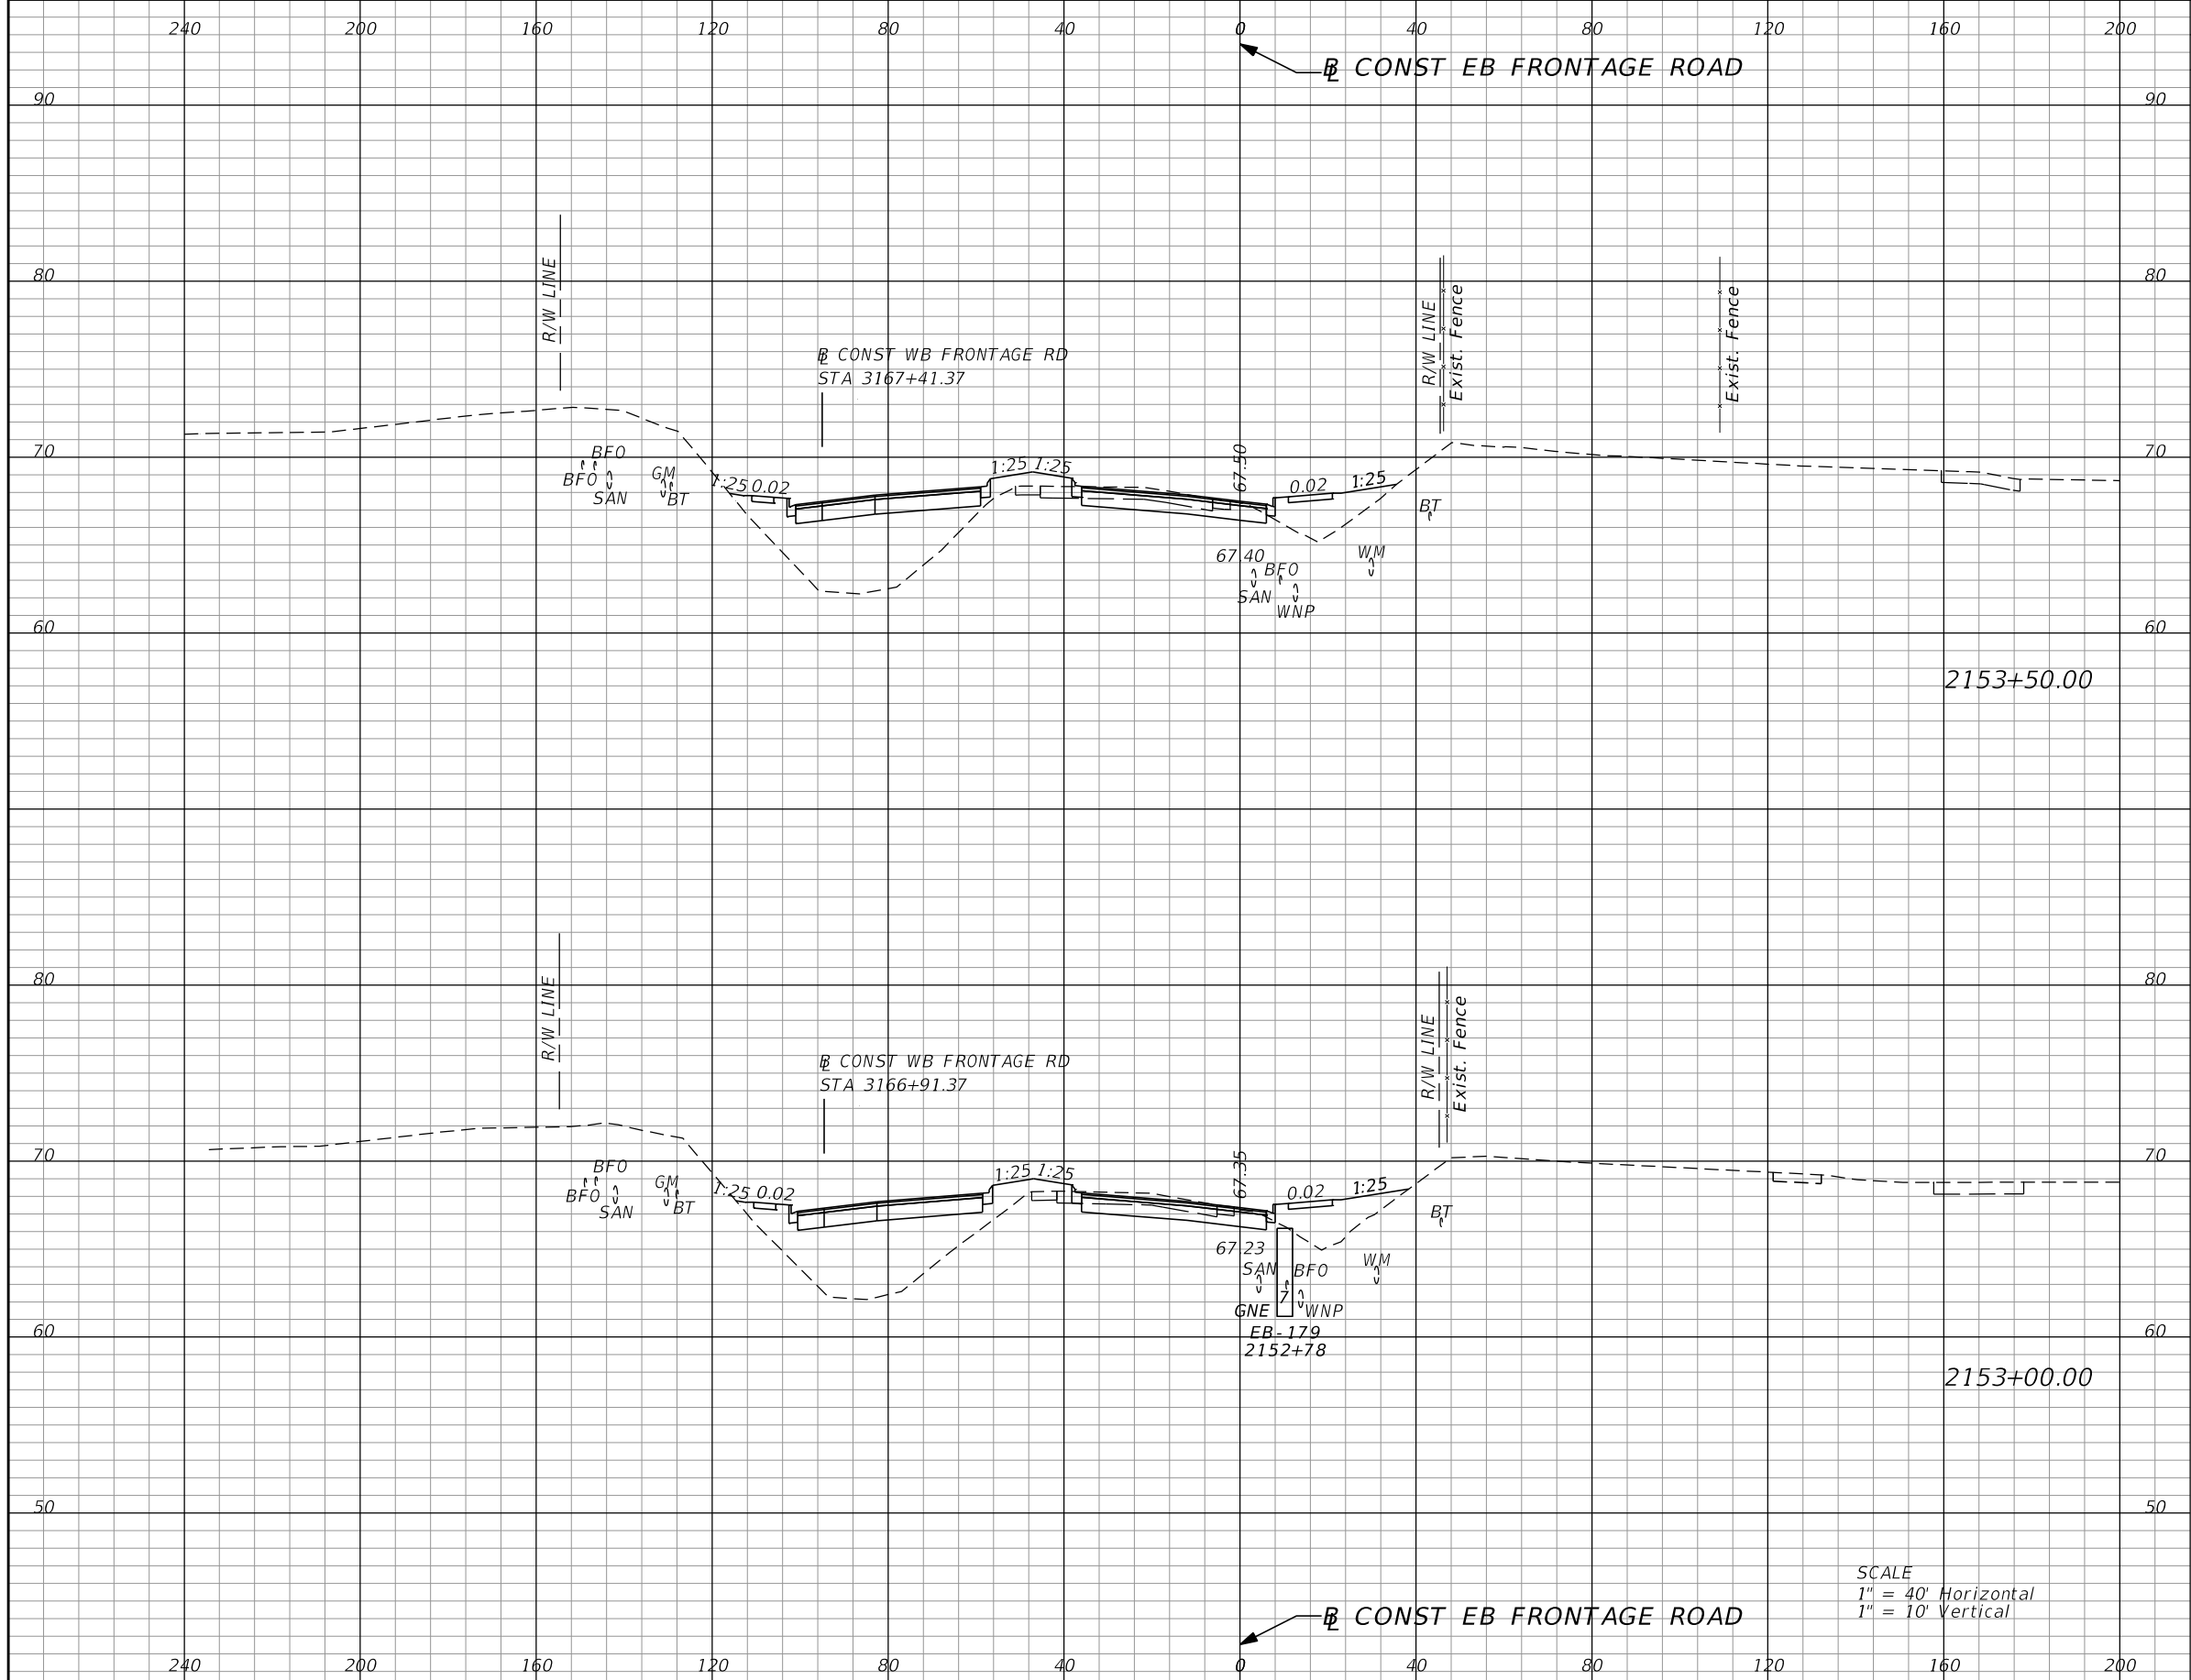 240 200 160 120 80 40 0 40 80 120 160 200
BL CONST EB FRONTAGE ROAD
90 90
80 80
R/W LINE
R/W LINE
Exist. Fence
Exist. Fence
BL CONST WB FRONTAGE RD
STA 3167+41.37
70 70
BFO
BFO
SAN
GM
BT
1:25 0.02
1:25 1:25
67.50
0.02 1:25
BT
67.40
BFO
WM
SAN
WNP
60 60
2153+50.00
80 80
R/W LINE
R/W LINE
Exist. Fence
BL CONST WB FRONTAGE RD
STA 3166+91.37
70 70
BFO
BFO
SAN
GM
BT
1:25 0.02
1:25 1:25
67.35
0.02 1:25
BT
67.23
SAN
BFO
WM
7
GNE
WNP
EB-179
2152+78
60 60
2153+00.00
50 50
SCALE
1" = 40' Horizontal
1" = 10' Vertical
BL CONST EB FRONTAGE ROAD
240 200 160 120 80 40 0 40 80 120 160 200